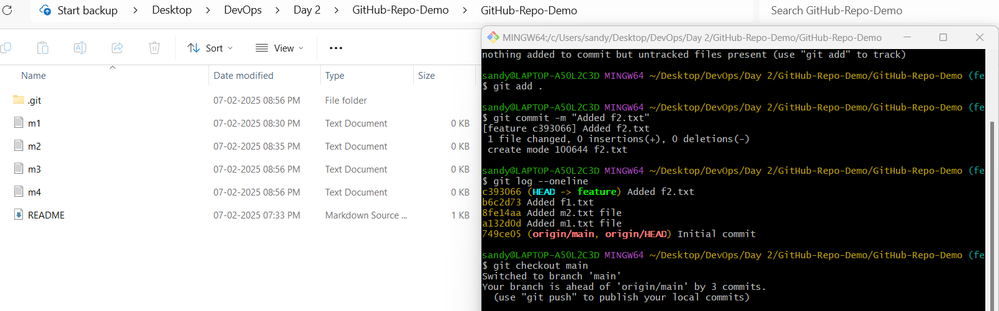 Start backup > Desktop > DevOps > Day 2 > GitHub-Repo-Demo > GitHub-Repo-Demo
Search GitHub-Repo-Demo
Sort
View
Name Date modified Type Size
.git 07-02-2025 08:56 PM File folder
m1 07-02-2025 08:30 PM Text Document 0 KB
m2 07-02-2025 08:35 PM Text Document 0 KB
m3 07-02-2025 08:56 PM Text Document 0 KB
m4 07-02-2025 08:56 PM Text Document 0 KB
README 07-02-2025 07:33 PM Markdown Source ... 1 KB
MINGW64:/c/Users/sandy/Desktop/DevOps/Day 2/GitHub-Repo-Demo/GitHub-Repo-Demo
nothing added to commit but untracked files present (use "git add" to track)
sandy@LAPTOP-A50L2C3D MINGW64 ~/Desktop/DevOps/Day 2/GitHub-Repo-Demo/GitHub-Repo-Demo (fe
$ git add .
sandy@LAPTOP-A50L2C3D MINGW64 ~/Desktop/DevOps/Day 2/GitHub-Repo-Demo/GitHub-Repo-Demo (fe
$ git commit -m "Added f2.txt"
[feature c393066] Added f2.txt
1 file changed, 0 insertions(+), 0 deletions(-)
create mode 100644 f2.txt
sandy@LAPTOP-A50L2C3D MINGW64 ~/Desktop/DevOps/Day 2/GitHub-Repo-Demo/GitHub-Repo-Demo (fe
$ git log --oneline
c393066 (HEAD -> feature) Added f2.txt
b6c2d73 Added f1.txt
8fe14aa Added m2.txt file
a132d0d Added m1.txt file
749ce05 (origin/main, origin/HEAD) Initial commit
sandy@LAPTOP-A50L2C3D MINGW64 ~/Desktop/DevOps/Day 2/GitHub-Repo-Demo/GitHub-Repo-Demo (fe
$ git checkout main
Switched to branch 'main'
Your branch is ahead of 'origin/main' by 3 commits.
(use "git push" to publish your local commits)